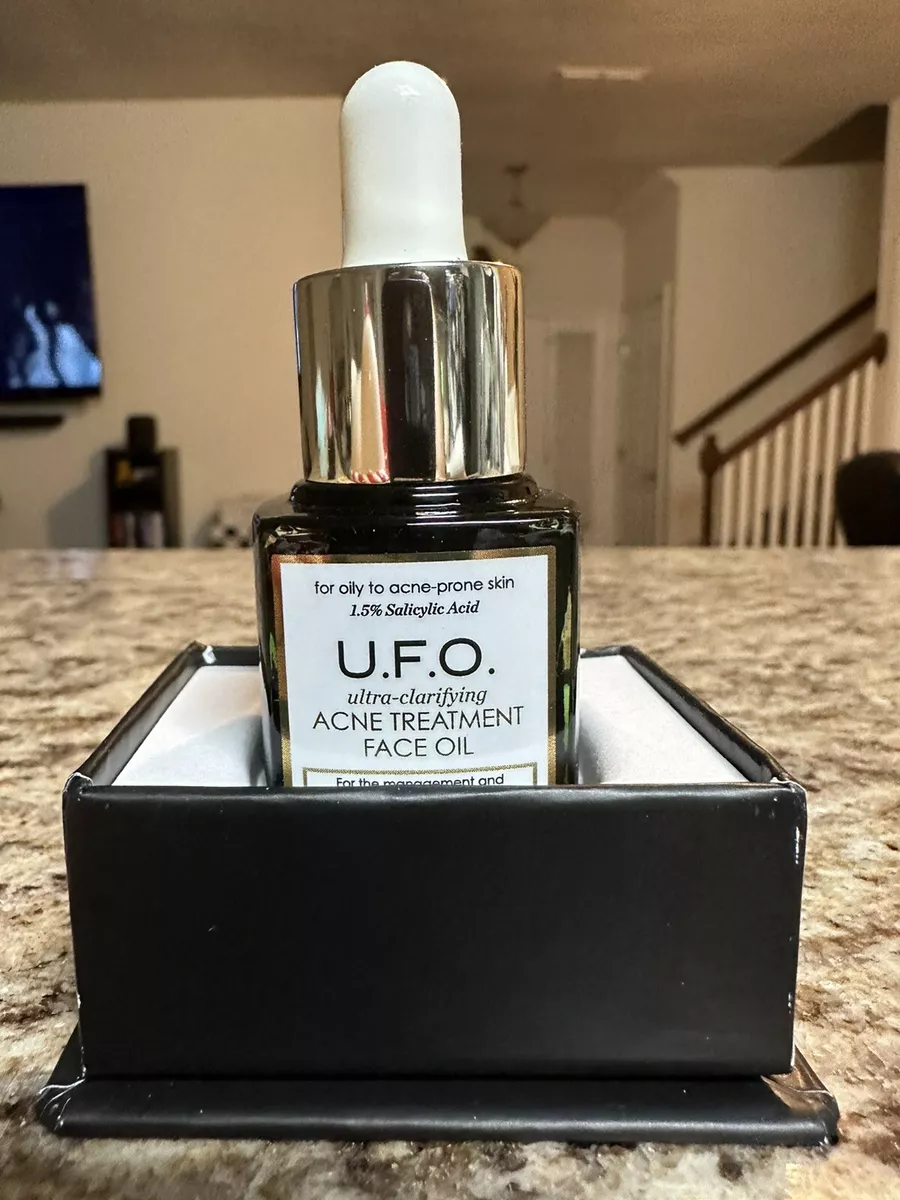 for oily to acne-prone skin
1.5% Salicylic Acid
U.F.O.
ultra-clarifying
ACNE TREATMENT
FACE OIL
For the management and